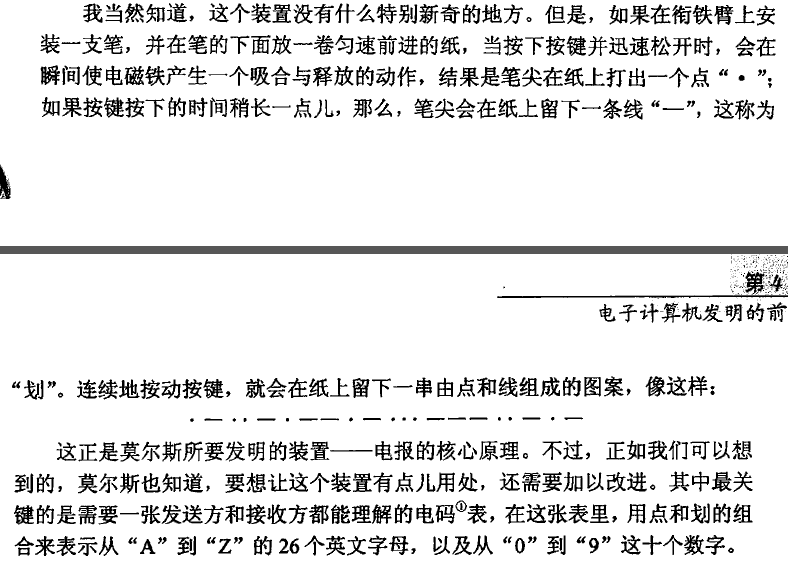 我当然知道，这个装置没有什么特别新奇的地方。但是，如果在衔铁臂上安
装一支笔，并在笔的下面放一卷匀速前进的纸，当按下按键并迅速松开时，会在
瞬间使电磁铁产生一个吸合与释放的动作，结果是笔尖在纸上打出一个点“·”；
如果按键按下的时间稍长一点儿，那么，笔尖会在纸上留下一条线“—”，这称为
第 4
电子计算机发明的前
“划”。连续地按动按键，就会在纸上留下一串由点和线组成的图案，像这样：
· — · · — · — — · — · · · — — — · · — · —
这正是莫尔斯所要发明的装置——电报的核心原理。不过，正如我们可以想
到的，莫尔斯也知道，要想让这个装置有点儿用处，还需要加以改进。其中最关
键的是需要一张发送方和接收方都能理解的电码①表，在这张表里，用点和划的组
合来表示从“A”到“Z”的 26 个英文字母，以及从“0”到“9”这十个数字。